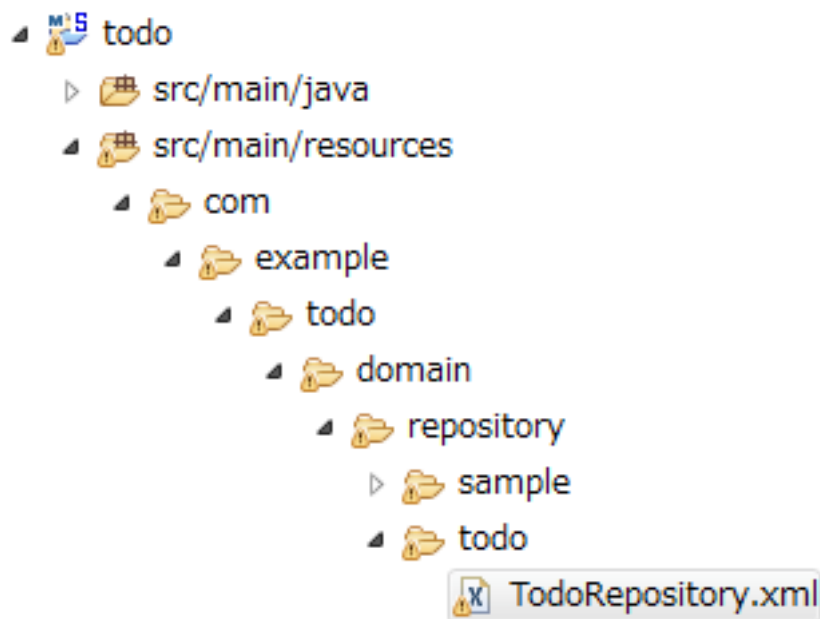 todo
src/main/java
src/main/resources
com
example
todo
domain
repository
sample
todo
TodoRepository.xml